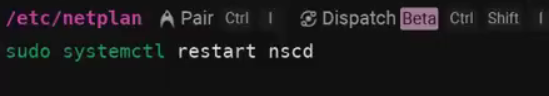 /etc/netplan Pair Ctrl I Dispatch Beta Ctrl Shift I
sudo systemctl restart nscd